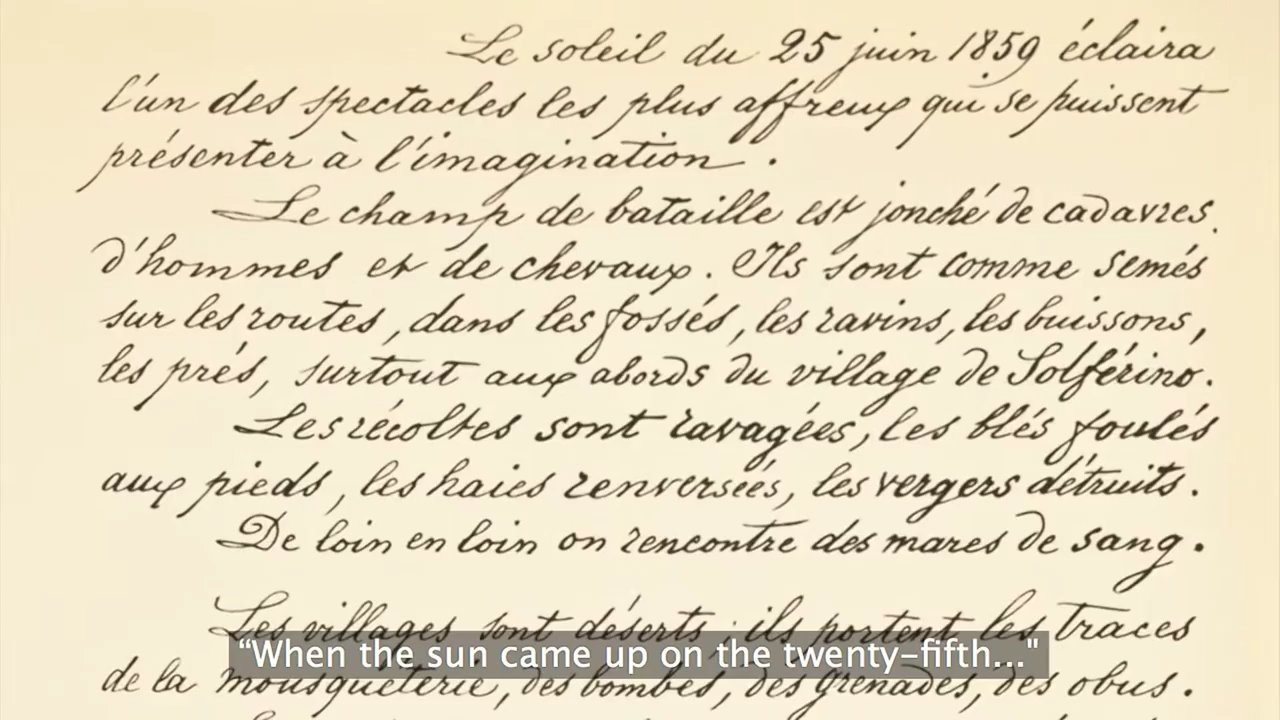 Le soleil du 25 juin 1859 éclaira
l'un des spectacles les plus affreux qui se puissent
présenter à l'imagination.
Le champ de bataille est jonché de cadavres
d'hommes et de chevaux. Ils sont comme semés
sur les routes, dans les fossés, les ravins, les buissons,
les prés, surtout aux abords du village de Solférino.
Les récoltes sont ravagées, les blés foulés
aux pieds, les haies renversées, les vergers détruits.
De loin en loin on rencontre des mares de sang.
Les villages sont déserts; ils portent les traces
“When the sun came up on the twenty-fifth..."
de la mousquéterie, des bombes, des grenades, des obus.